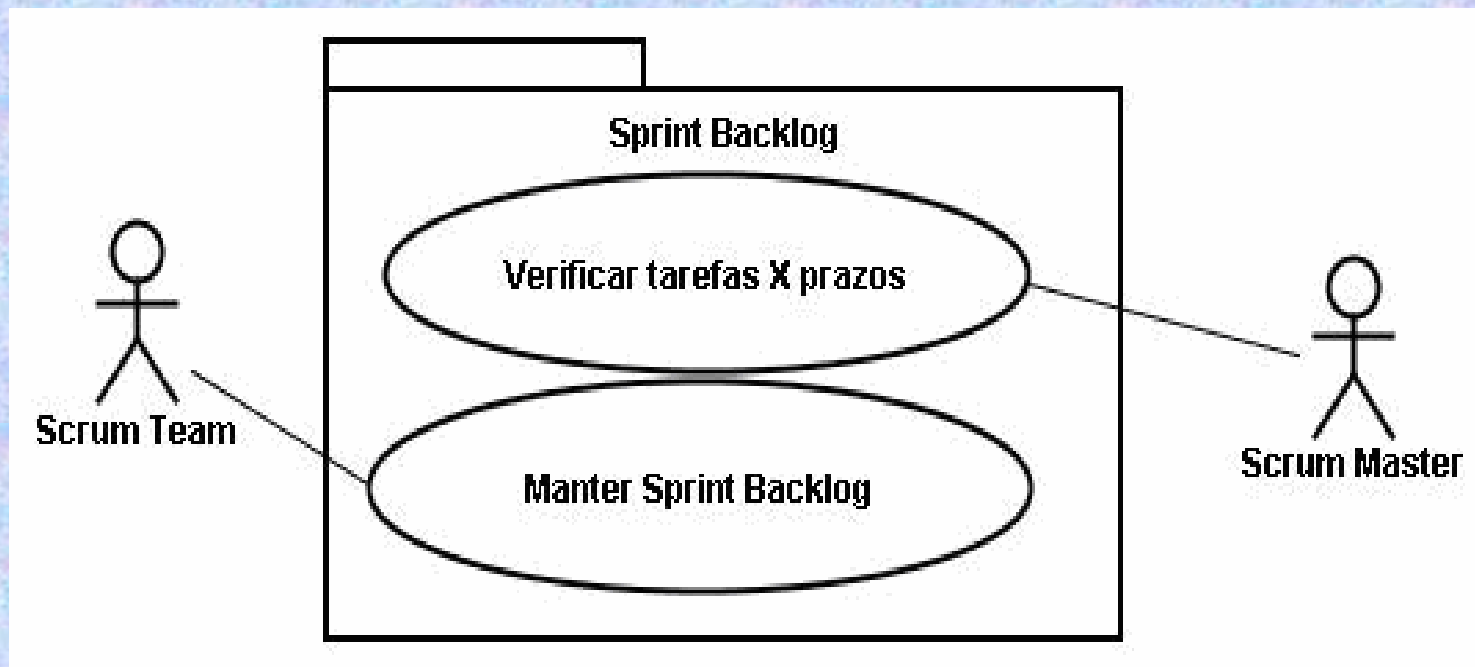 Sprint Backlog
Verificar tarefas X prazos
Scrum Team
Manter Sprint Backlog
Scrum Master